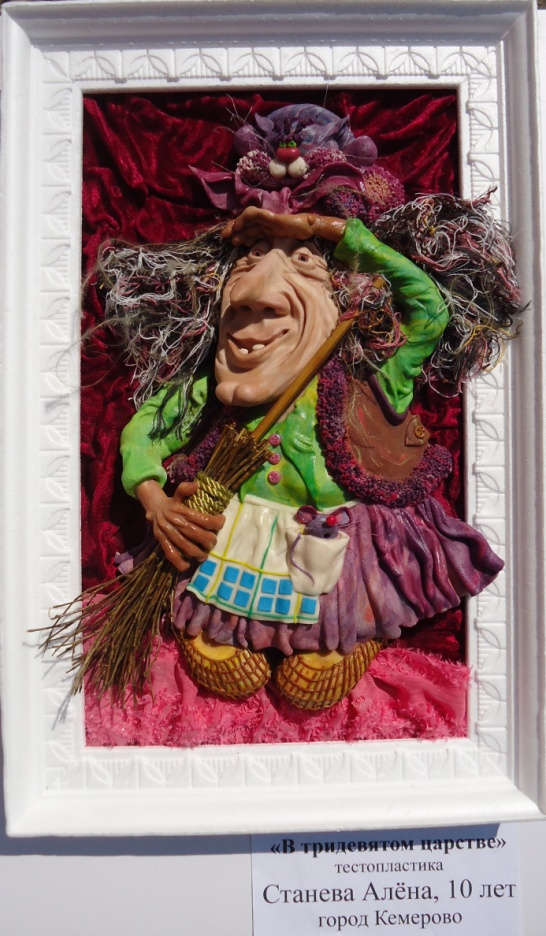 «В тридевятом царстве»
тестопластика
Станева Алёна, 10 лет
город Кемерово